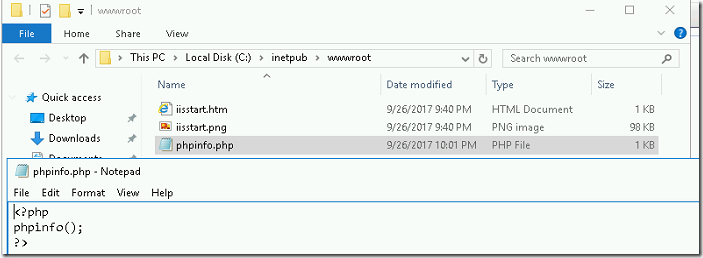 wwwroot
File Home Share View
This PC Local Disk (C:) inetpub wwwroot Search wwwroot
Name Date modified Type Size
Quick access
iisstart.htm 9/26/2017 9:40 PM HTML Document 1 KB
Desktop
iisstart.png 9/26/2017 9:40 PM PNG image 98 KB
Downloads
phpinfo.php 9/26/2017 10:01 PM PHP File 1 KB
phpinfo.php - Notepad
File Edit Format View Help
<?php
phpinfo();
?>